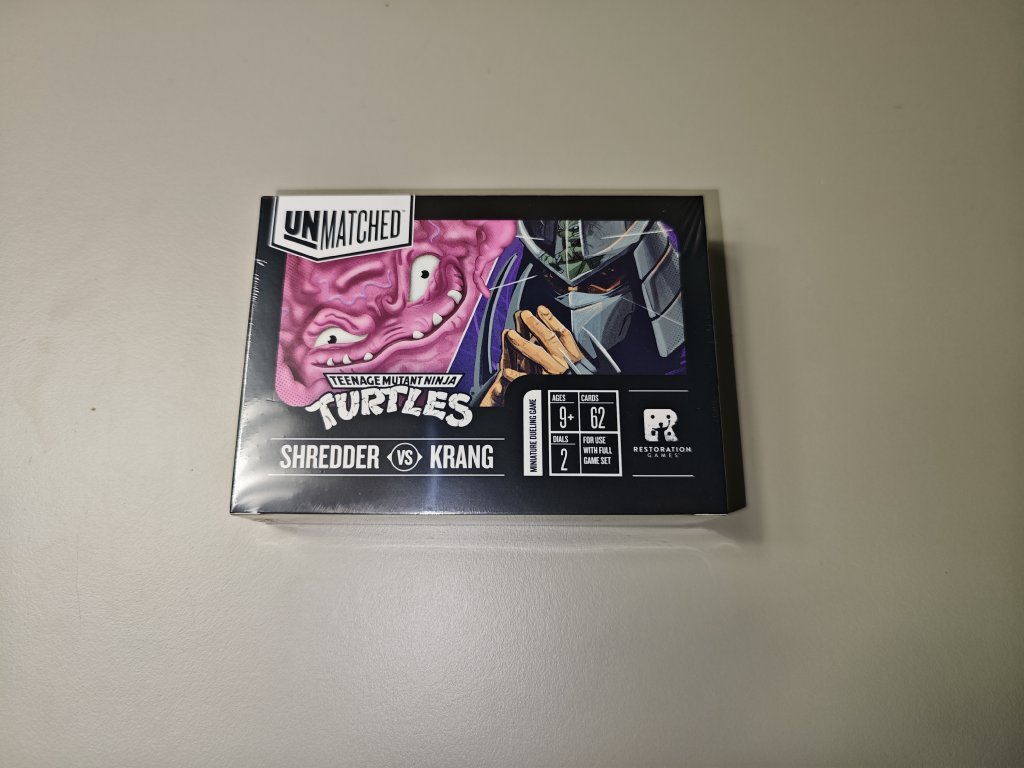 UNMATCHED
TEENAGE MUTANT NINJA
TURTLES
SHREDDER VS KRANG
MINIATURE DUELING GAME
AGES
9+
CARDS
62
DIALS
2
FOR USE
WITH FULL
GAME SET
RESTORATION
GAMES